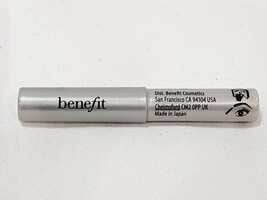 benefit
Dist. Benefit Cosmetics
San Francisco CA 94104 USA
Chelmsford CM2 0PP UK
Made in Japan